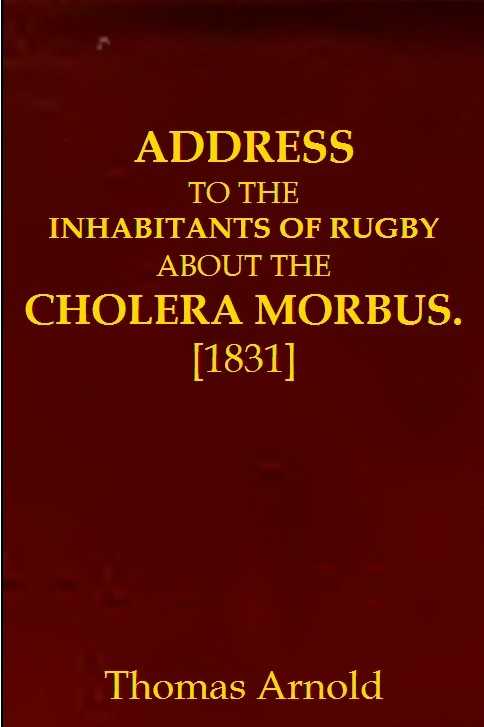 ADDRESS
TO THE
INHABITANTS OF RUGBY
ABOUT THE
CHOLERA MORBUS.
[1831]
Thomas Arnold